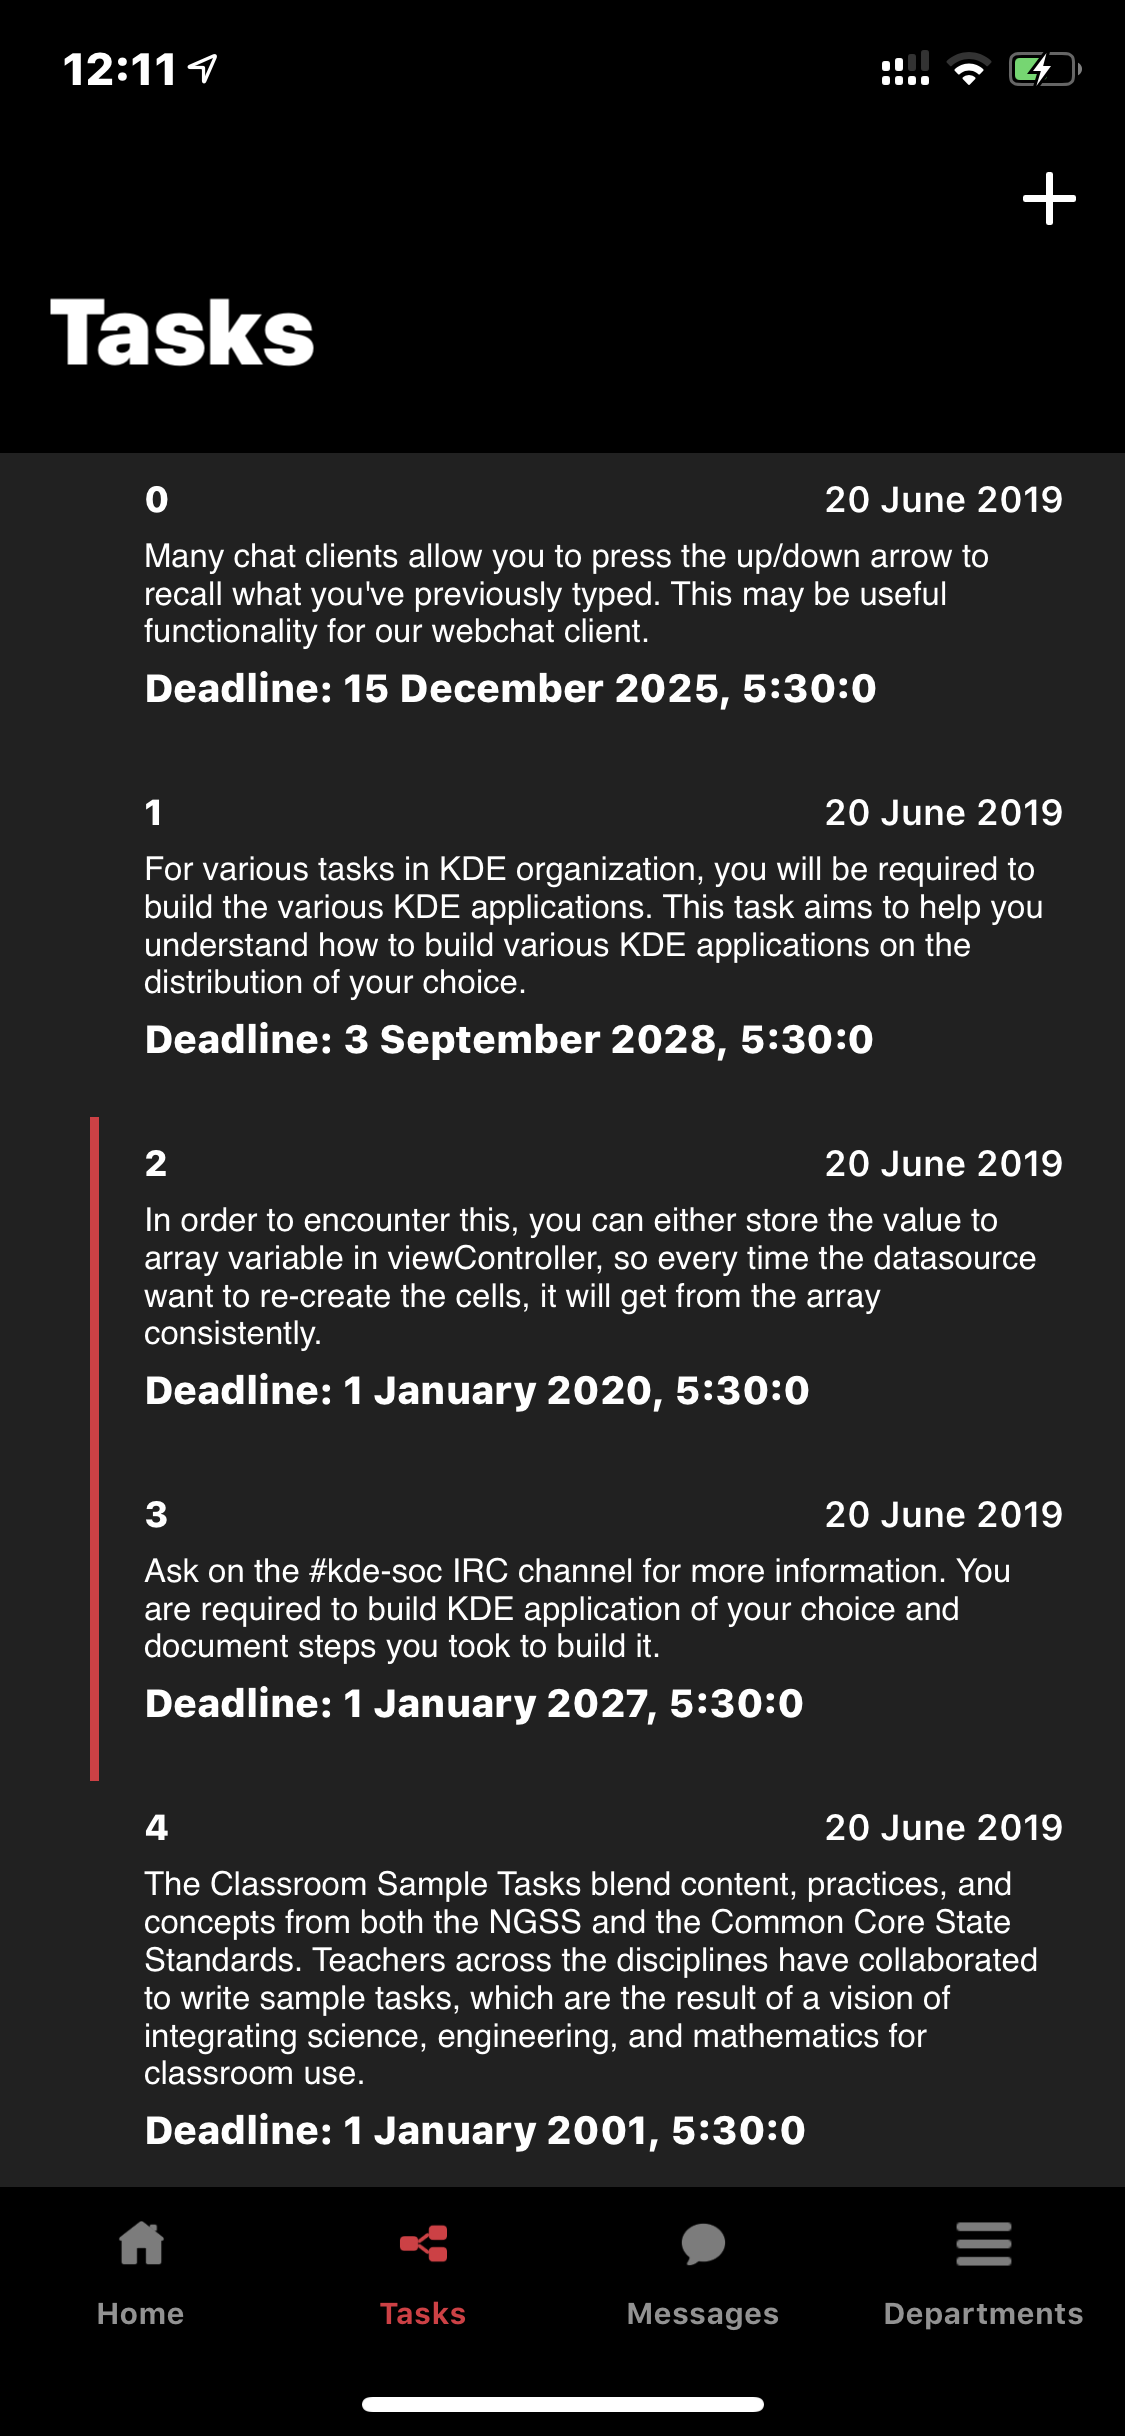 12:11
Tasks
0 20 June 2019
Many chat clients allow you to press the up/down arrow to
recall what you've previously typed. This may be useful
functionality for our webchat client.
Deadline: 15 December 2025, 5:30:0
1 20 June 2019
For various tasks in KDE organization, you will be required to
build the various KDE applications. This task aims to help you
understand how to build various KDE applications on the
distribution of your choice.
Deadline: 3 September 2028, 5:30:0
2 20 June 2019
In order to encounter this, you can either store the value to
array variable in viewController, so every time the datasource
want to re-create the cells, it will get from the array
consistently.
Deadline: 1 January 2020, 5:30:0
3 20 June 2019
Ask on the #kde-soc IRC channel for more information. You
are required to build KDE application of your choice and
document steps you took to build it.
Deadline: 1 January 2027, 5:30:0
4 20 June 2019
The Classroom Sample Tasks blend content, practices, and
concepts from both the NGSS and the Common Core State
Standards. Teachers across the disciplines have collaborated
to write sample tasks, which are the result of a vision of
integrating science, engineering, and mathematics for
classroom use.
Deadline: 1 January 2001, 5:30:0
Home Tasks Messages Departments